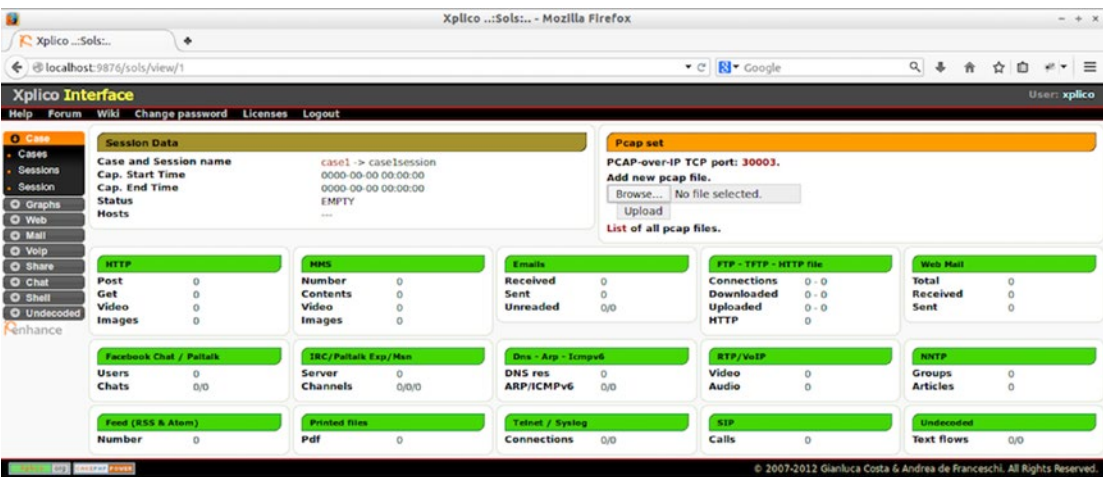 Xplico ..:Sols:.. - Mozilla Firefox
Xplico ..:Sols:..
localhost:9876/sols/view/1
Google
Xplico Interface
User: xplico
Help Forum Wiki Change password Licenses Logout
Case
Cases
Sessions
Session
Graphs
Web
Mail
Voip
Share
Chat
Shell
Undecoded
enhance
Session Data
Case and Session name case1 -> case1session
Cap. Start Time 0000-00-00 00:00:00
Cap. End Time 0000-00-00 00:00:00
Status EMPTY
Hosts ---
Pcap set
PCAP-over-IP TCP port: 30003.
Add new pcap file.
Browse... No file selected.
Upload
List of all pcap files.
HTTP
Post 0
Get 0
Video 0
Images 0
MMS
Number 0
Contents 0
Video 0
Images 0
Emails
Received 0
Sent 0
Unreaded 0/0
FTP - TFTP - HTTP file
Connections 0 - 0
Downloaded 0 - 0
Uploaded 0 - 0
HTTP 0
Web Mail
Total 0
Received 0
Sent 0
Facebook Chat / Paltalk
Users 0
Chats 0/0
IRC/Paltalk Exp/Msn
Server 0
Channels 0/0/0
Dns - Arp - Icmpv6
DNS res 0
ARP/ICMPv6 0/0
RTP/VoIP
Video 0
Audio 0
NNTP
Groups 0
Articles 0
Feed (RSS & Atom)
Number 0
Printed files
Pdf 0
Telnet / Syslog
Connections 0/0
SIP
Calls 0
Undecoded
Text flows 0/0
org POWER
© 2007-2012 Gianluca Costa & Andrea de Franceschi. All Rights Reserved.